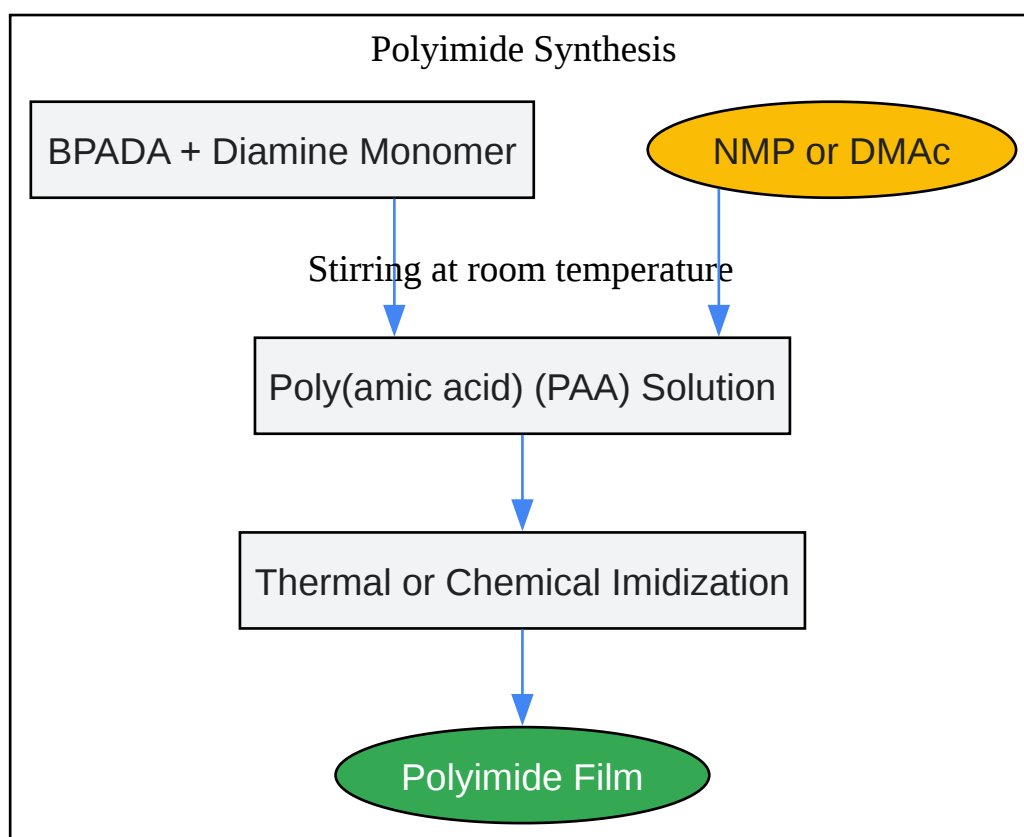 Polyimide Synthesis
BPADA + Diamine Monomer
NMP or DMAc
Stirring at room temperature
Poly(amic acid) (PAA) Solution
Thermal or Chemical Imidization
Polyimide Film